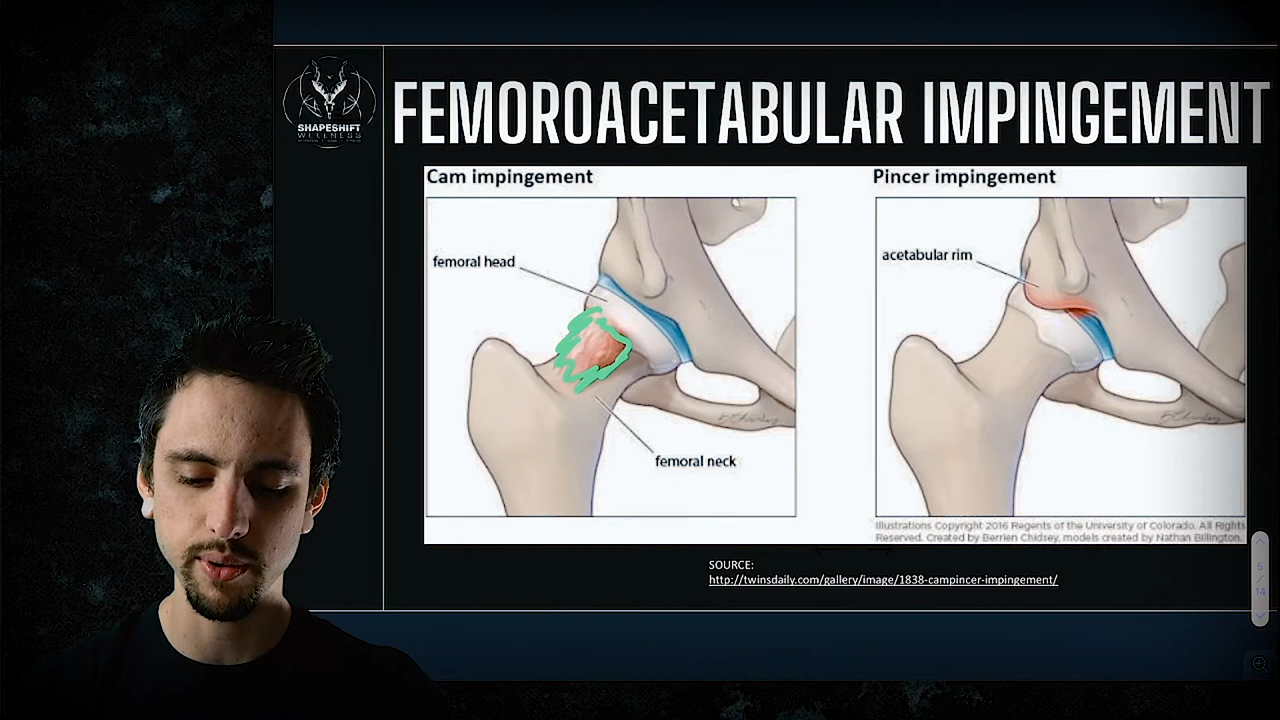 SHAPESHIFT
WELLNESS
FEMOROACETABULAR IMPINGEMENT
Cam impingement
Pincer impingement
femoral head
acetabular rim
femoral neck
Illustrations Copyright 2016 Regents of the University of Colorado. All Rights
Reserved. Created by Berrien Chidsey, models created by Nathan Billington.
SOURCE:
http://twinsdaily.com/gallery/image/1838-campincer-impingement/
6
/
14